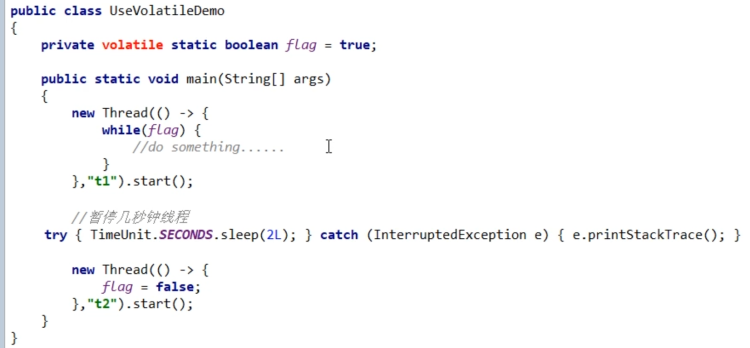 public class UseVolatileDemo
{
    private volatile static boolean flag = true;

    public static void main(String[] args)
    {
        new Thread(() -> {
            while(flag) {
                //do something......
            }
        },"t1").start();

        //暂停几秒钟线程
    try { TimeUnit.SECONDS.sleep(2L); } catch (InterruptedException e) { e.printStackTrace(); }

        new Thread(() -> {
            flag = false;
        },"t2").start();
    }
}